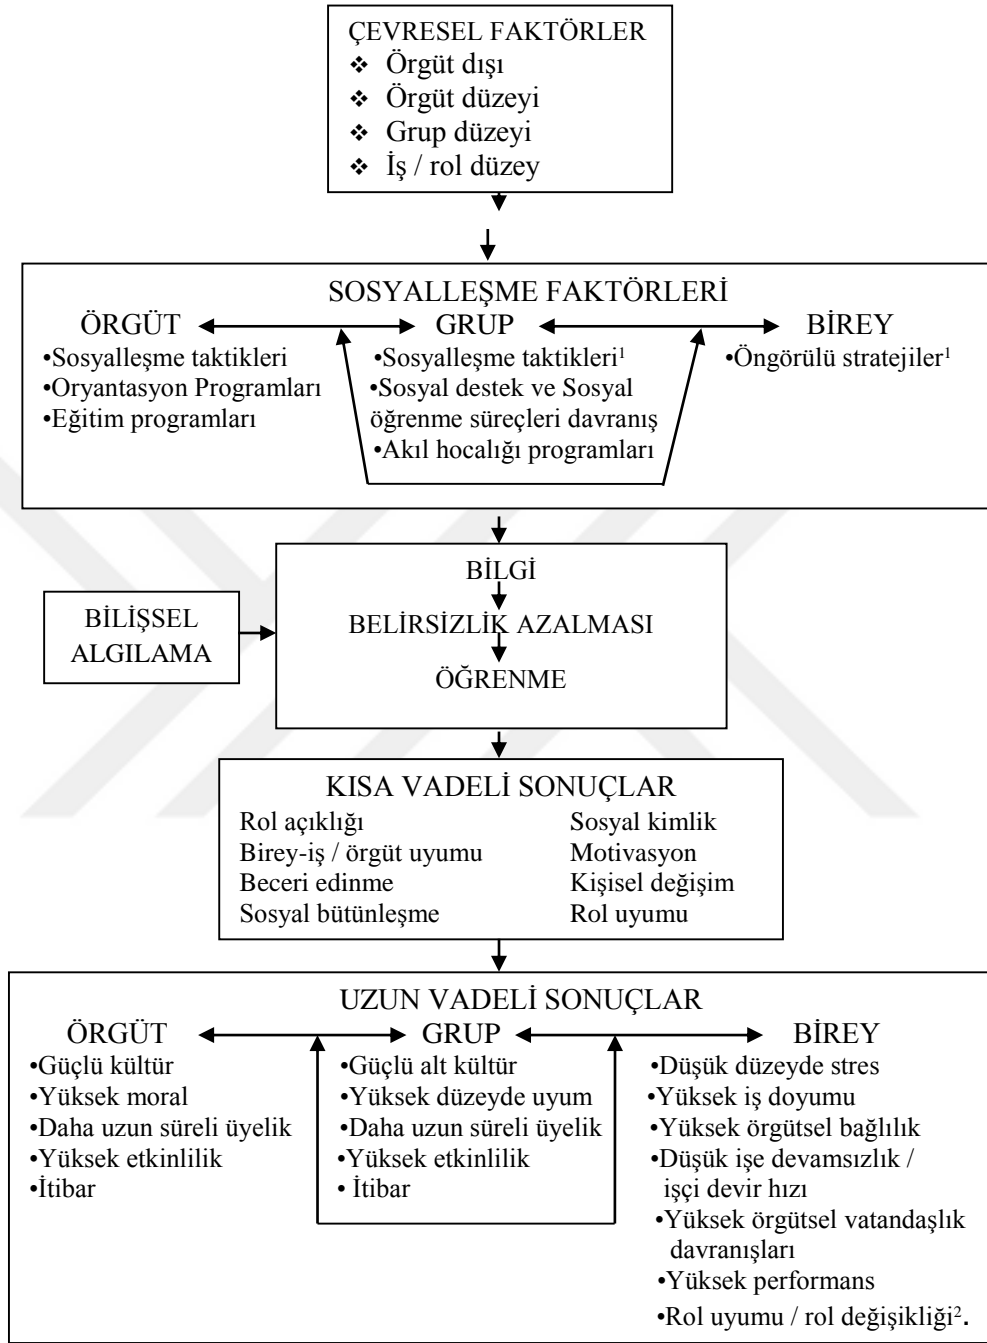 ÇEVRESEL FAKTÖRLER
❖ Örgüt dışı
❖ Örgüt düzeyi
❖ Grup düzeyi
❖ İş / rol düzey
SOSYALLEŞME FAKTÖRLERİ
ÖRGÜT
•Sosyalleşme taktikleri
•Oryantasyon Programları
•Eğitim programları
GRUP
•Sosyalleşme taktikleri¹
•Sosyal destek ve Sosyal
öğrenme süreçleri davranış
•Akıl hocalığı programları
BİREY
•Öngörülü stratejiler¹
BİLİŞSEL
ALGILAMA
BİLGİ
BELİRSİZLİK AZALMASI
ÖĞRENME
KISA VADELİ SONUÇLAR
Rol açıklığı
Birey-iş / örgüt uyumu
Beceri edinme
Sosyal bütünleşme
Sosyal kimlik
Motivasyon
Kişisel değişim
Rol uyumu
UZUN VADELİ SONUÇLAR
ÖRGÜT
•Güçlü kültür
•Yüksek moral
•Daha uzun süreli üyelik
•Yüksek etkinlilik
•İtibar
GRUP
•Güçlü alt kültür
•Yüksek düzeyde uyum
•Daha uzun süreli üyelik
•Yüksek etkinlilik
• İtibar
BİREY
•Düşük düzeyde stres
•Yüksek iş doyumu
•Yüksek örgütsel bağlılık
•Düşük işe devamsızlık /
işçi devir hızı
•Yüksek örgütsel vatandaşlık
davranışları
•Yüksek performans
•Rol uyumu / rol değişikliği².